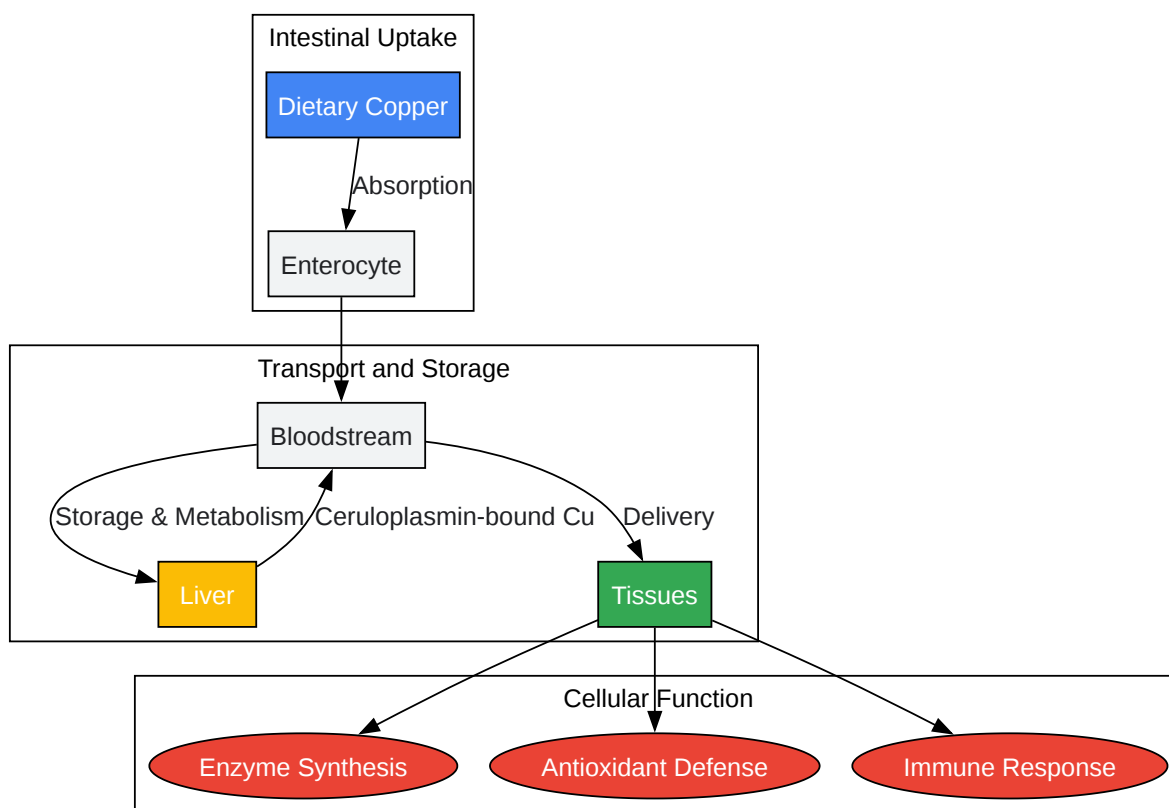 Intestinal Uptake
Dietary Copper
Absorption
Enterocyte
Transport and Storage
Bloodstream
Storage & Metabolism
Ceruloplasmin-bound Cu
Delivery
Liver
Tissues
Cellular Function
Enzyme Synthesis
Antioxidant Defense
Immune Response